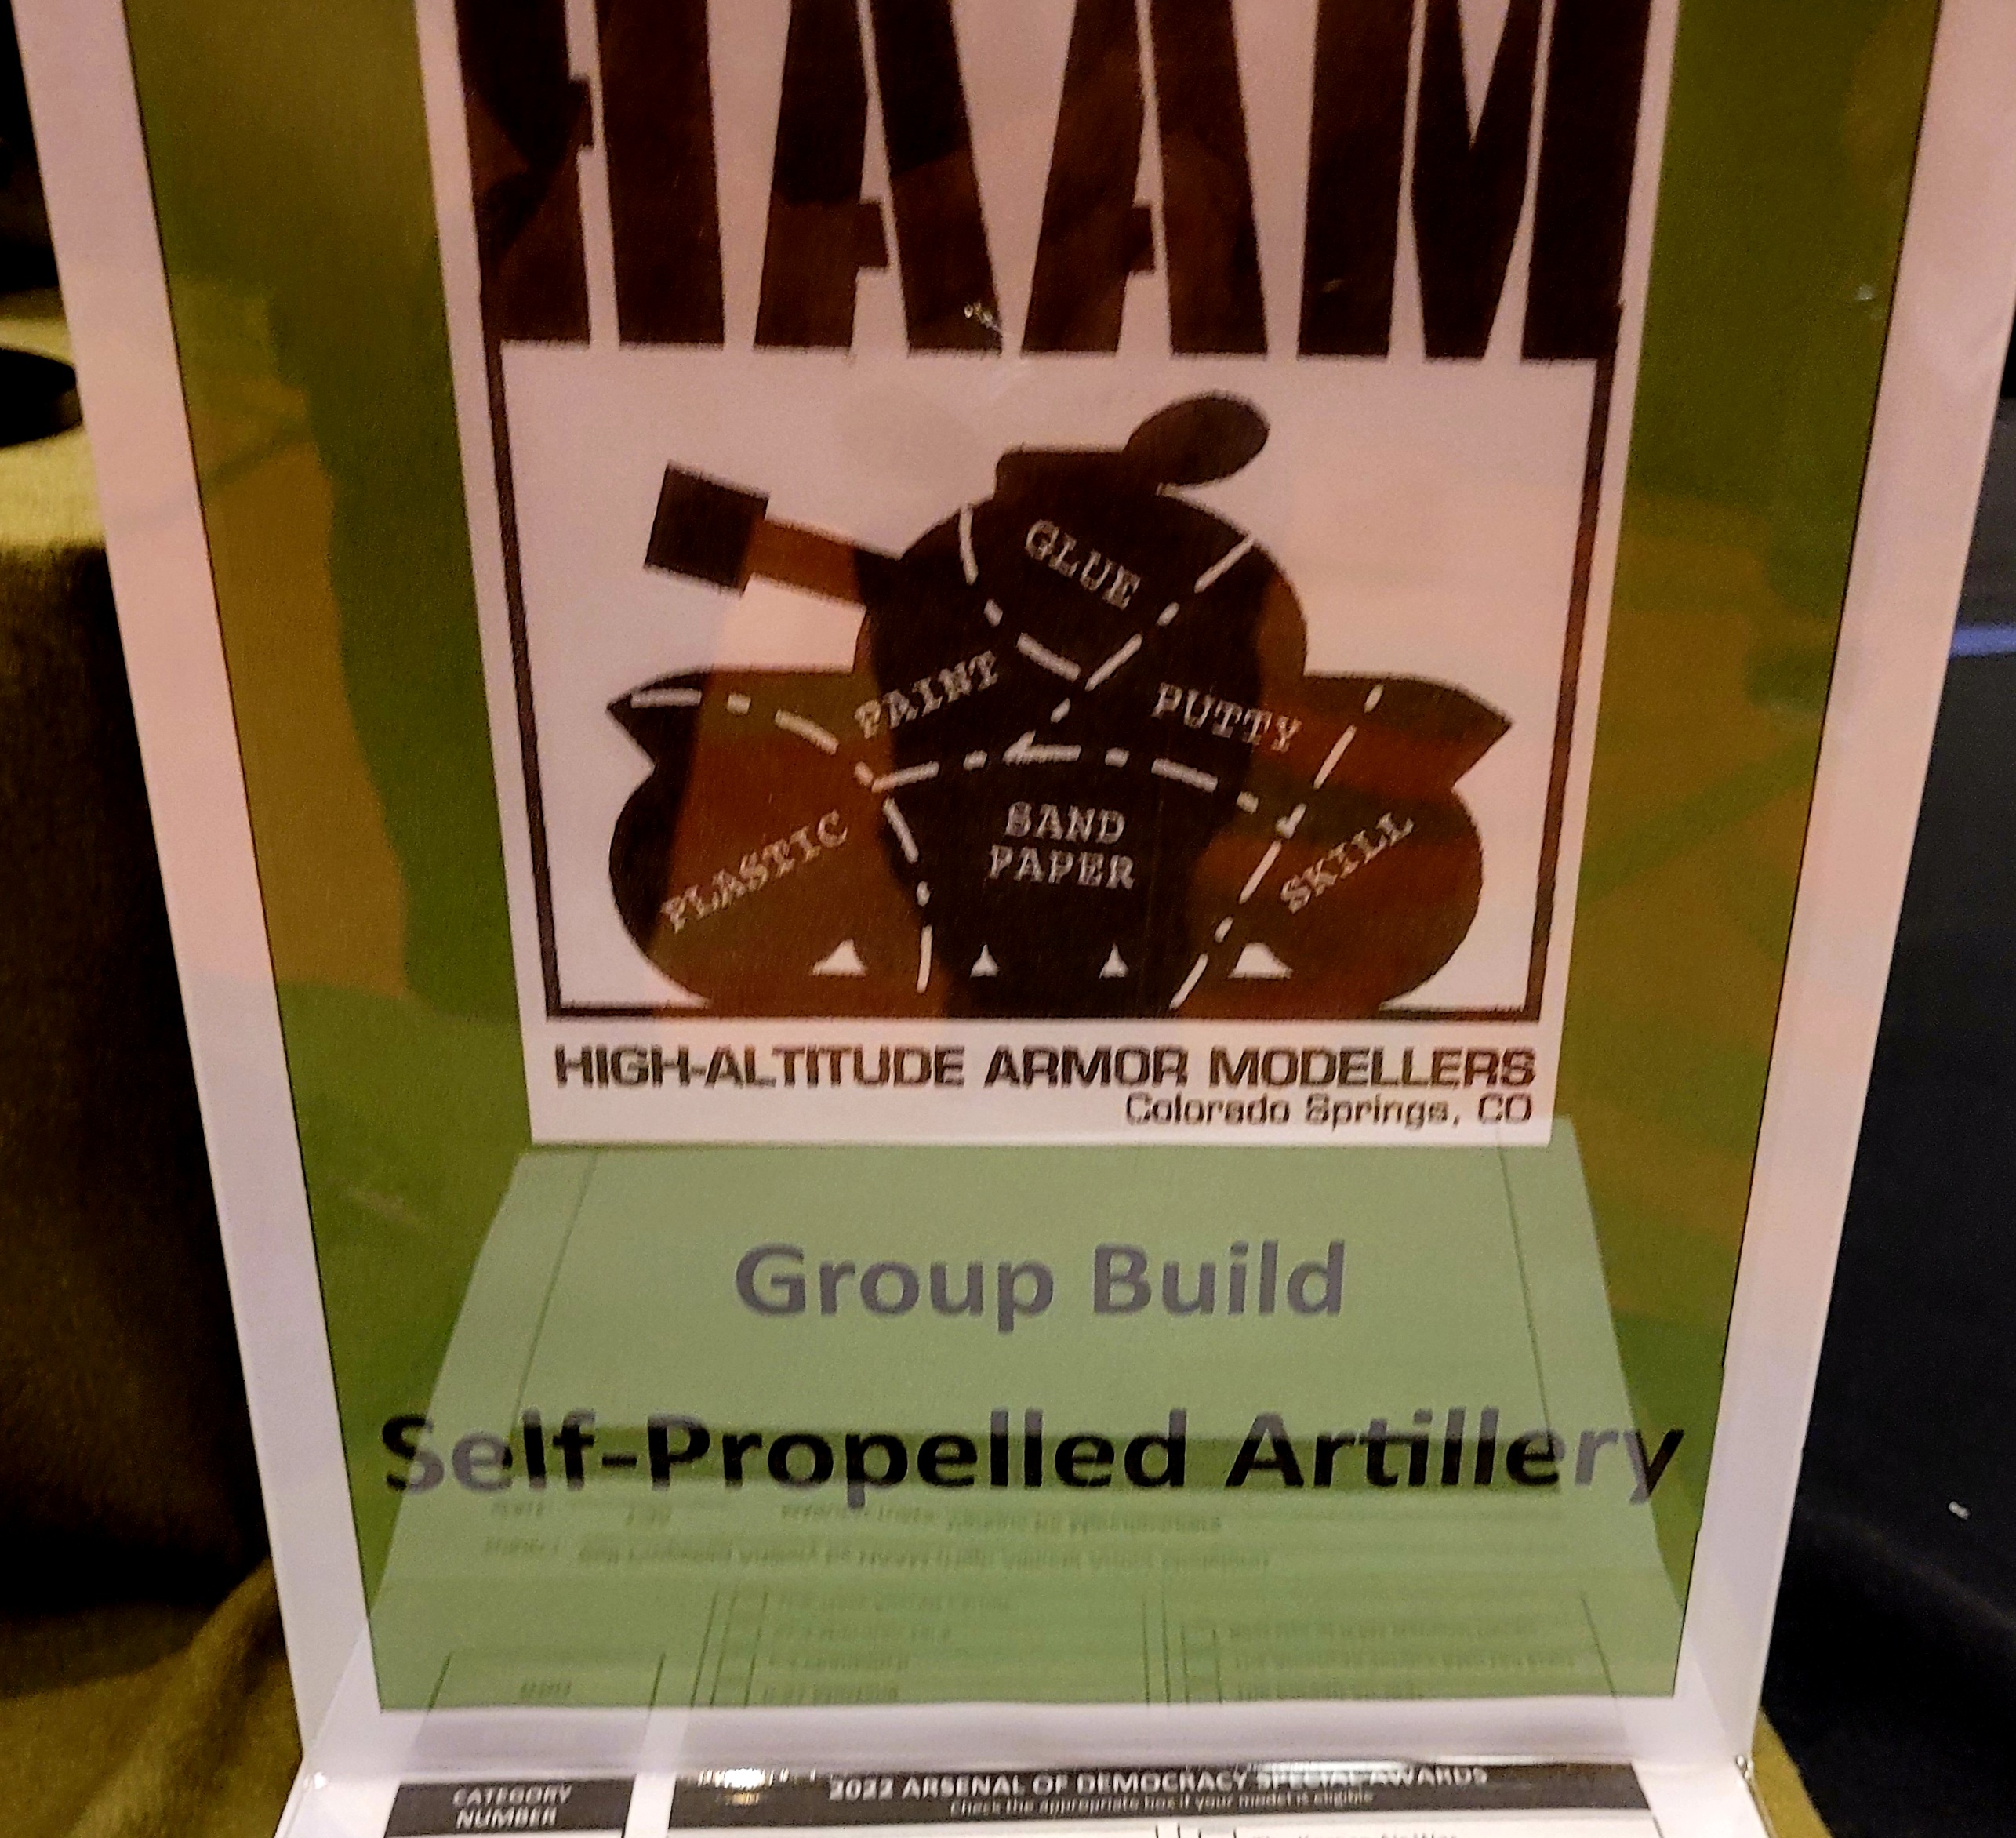 HAAM
GLUE
PAINT
PUTTY
SAND
PAPER
PLASTIC
SKILL
HIGH-ALTITUDE ARMOR MODELLERS
Colorado Springs, CO
Group Build
Self-Propelled Artillery
CATEGORY
NUMBER
2022 ARSENAL OF DEMOCRACY SPECIAL AWARDS
Check the appropriate box if your model is eligible